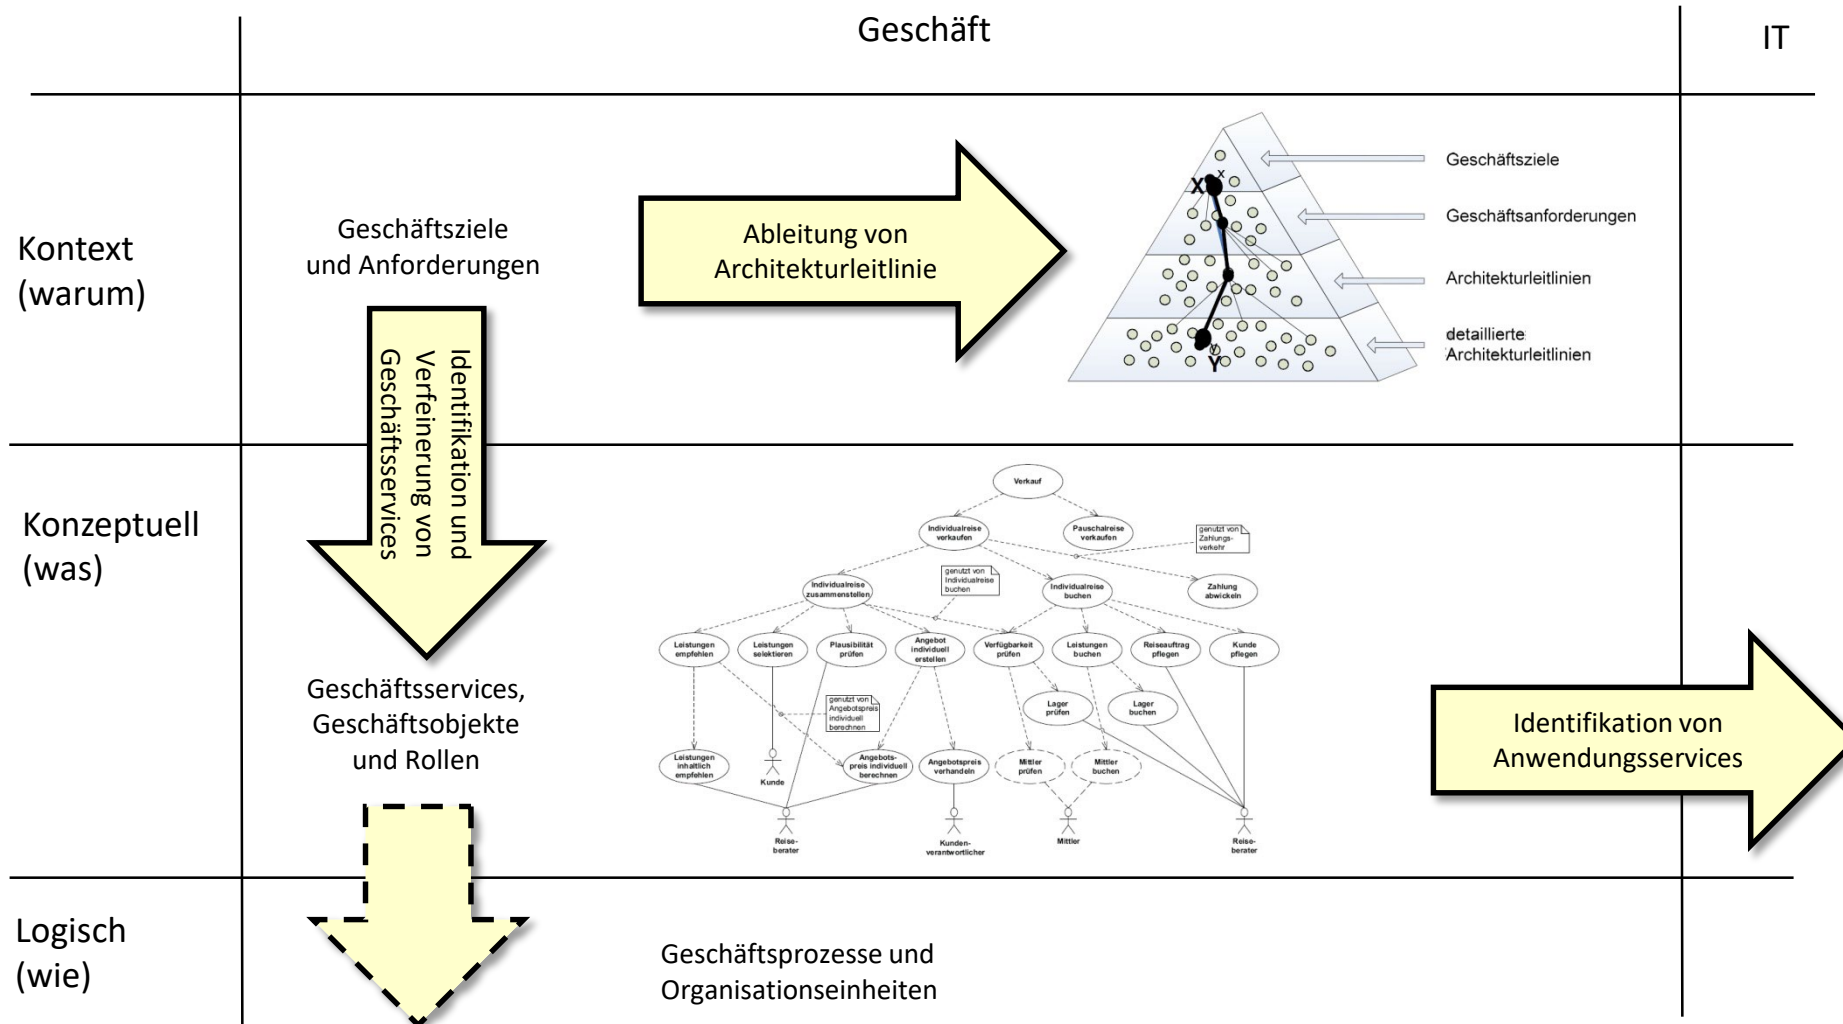 Geschäft
IT
Kontext
(warum)
Geschäftsziele
und Anforderungen
Ableitung von
Architekturleitlinie
X
x
Y
y
Geschäftsziele
Geschäftsanforderungen
Architekturleitlinien
detaillierte
Architekturleitlinien
Identifikation und
Verfeinerung von
Geschäftsservices
Konzeptuell
(was)
Geschäftsservices,
Geschäftsobjekte
und Rollen
Verkauf
Individualreise
verkaufen
Pauschalreise
verkaufen
genutzt von
Zahlungs-
verkehr
Individualreise
zusammenstellen
genutzt von
Individualreise
buchen
Individualreise
buchen
Zahlung
abwickeln
Leistungen
empfehlen
Leistungen
selektieren
Plausibilität
prüfen
Angebot
individuell
erstellen
Verfügbarkeit
prüfen
Leistungen
buchen
Reiseauftrag
pflegen
Kunde
pflegen
genutzt von
Angebotspreis
individuell
berechnen
Lager
prüfen
Lager
buchen
Leistungen
inhaltlich
empfehlen
Kunde
Angebots-
preis individuell
berechnen
Angebotspreis
verhandeln
Mittler
prüfen
Mittler
buchen
Reise-
berater
Kunden-
verantwortlicher
Mittler
Reise-
berater
Identifikation von
Anwendungsservices
Logisch
(wie)
Geschäftsprozesse und
Organisationseinheiten